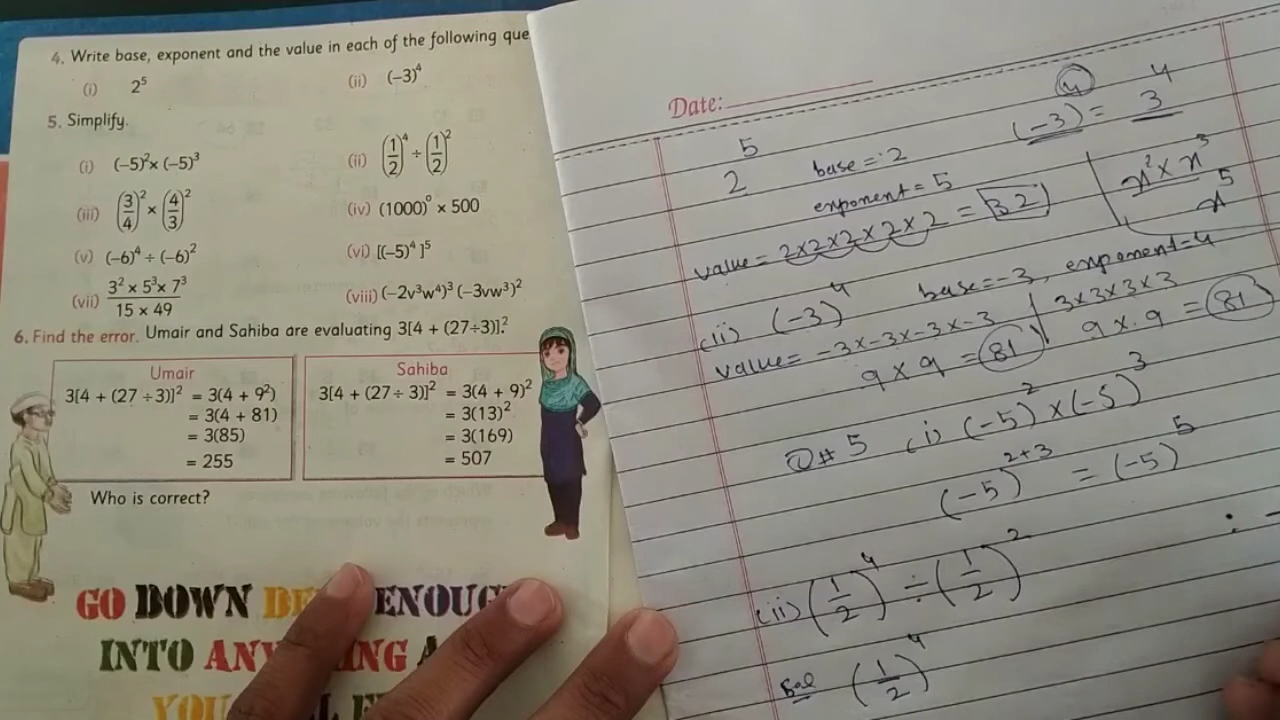 4. Write base, exponent and the value in each of the following que
(i) 2⁵ (ii) (−3)⁴
5. Simplify.
(i) (−5)² × (−5)³ (ii) (1/2)⁴ ÷ (1/2)²
(iii) (3/4)² × (4/3)² (iv) (1000)⁰ × 500
(v) (−6)⁴ ÷ (−6)² (vi) [(−5)⁴]⁵
(vii) 3² × 5³ × 7³ / 15 × 49 (viii) (−2v³w⁴)³ (−3vw³)²
6. Find the error. Umair and Sahiba are evaluating 3[4 + (27÷3)]².
Umair
3[4 + (27 ÷3)]² = 3(4 + 9²)
= 3(4 + 81)
= 3(85)
= 255
Sahiba
3[4 + (27 ÷ 3)]² = 3(4 + 9)²
= 3(13)²
= 3(169)
= 507
Who is correct?
GO DOWN ENOUG
INTO
Date:
(−3)⁴ = 3⁴
2⁵ base = 2
exponent = 5
value = 2×2×2×2×2 = 32
x² × x³
x⁵
(ii) (−3)⁴ base = −3, exponent = 4
value = −3×−3×−3×−3
9 × 9 = 81
3×3×3×3
9 × 9 = 81
Q# 5 (i) (−5)² × (−5)³
(−5)²⁺³ = (−5)⁵
(ii) (1/2)⁴ ÷ (1/2)²
Sol (1/2)⁴